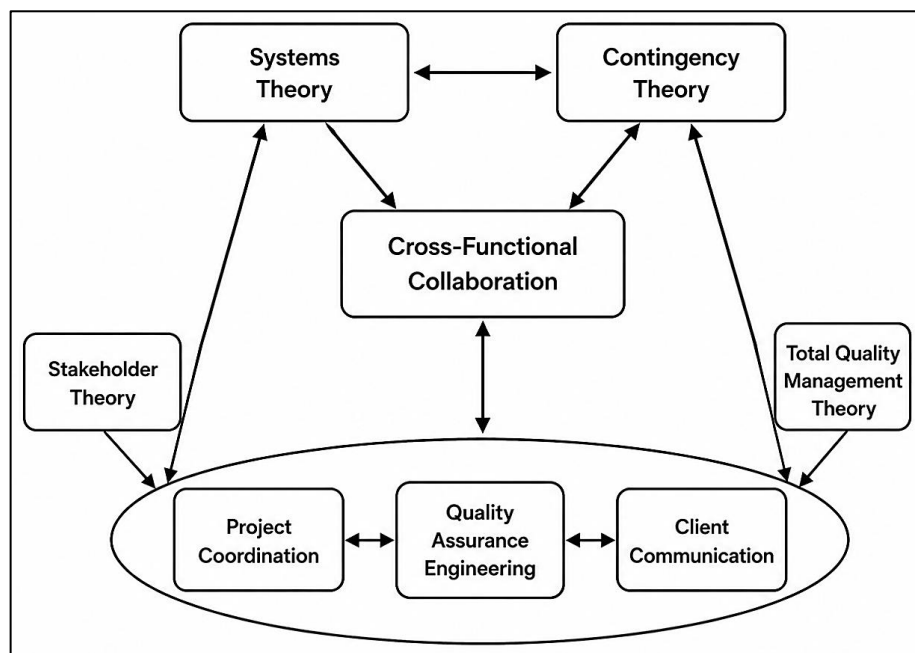 Systems
Theory
Contingency
Theory
Cross-Functional
Collaboration
Stakeholder
Theory
Total Quality
Management
Theory
Project
Coordination
Quality
Assurance
Engineering
Client
Communication